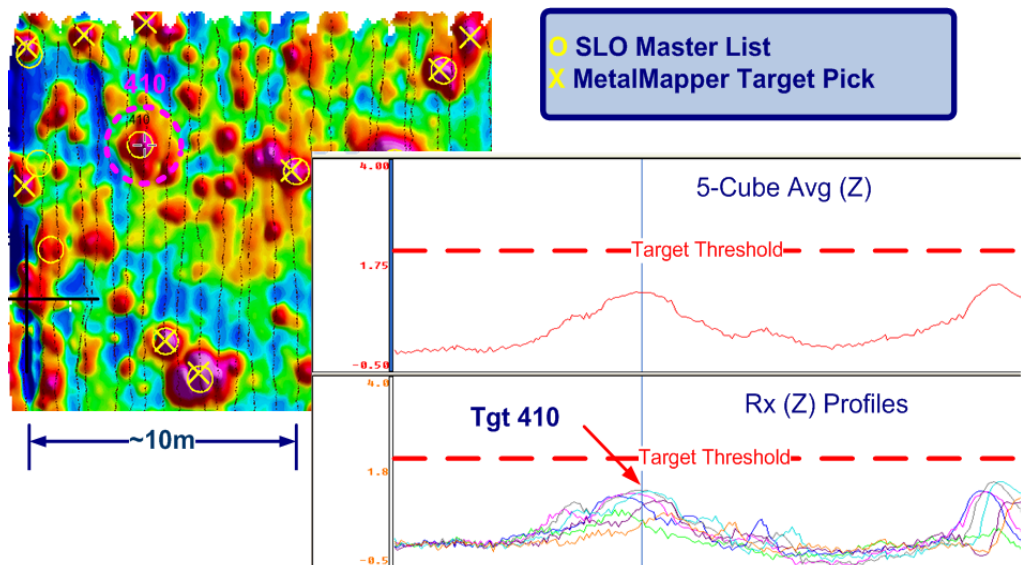 O SLO Master List
X MetalMapper Target Pick
410
410
4.00
5-Cube Avg (Z)
Target Threshold
1.75
-0.50
4.0
Rx (Z) Profiles
Tgt 410
Target Threshold
1.8
-0.5
~10m